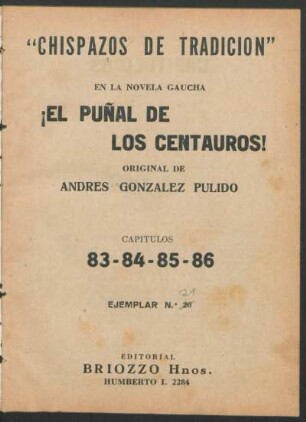 "CHISPAZOS DE TRADICION"
EN LA NOVELA GAUCHA
¡EL PUÑAL DE
LOS CENTAUROS!
ORIGINAL DE
ANDRES GONZALEZ PULIDO
CAPITULOS
83-84-85-86
21
EJEMPLAR N.º 20
EDITORIAL
BRIOZZO Hnos.
HUMBERTO I. 2284